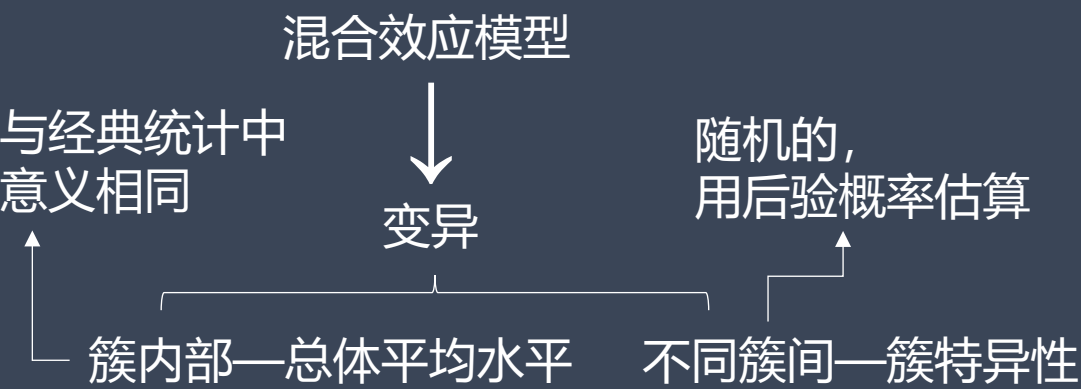 混合效应模型
与经典统计中
意义相同
随机的，
用后验概率估算
变异
簇内部—总体平均水平
不同簇间—簇特异性